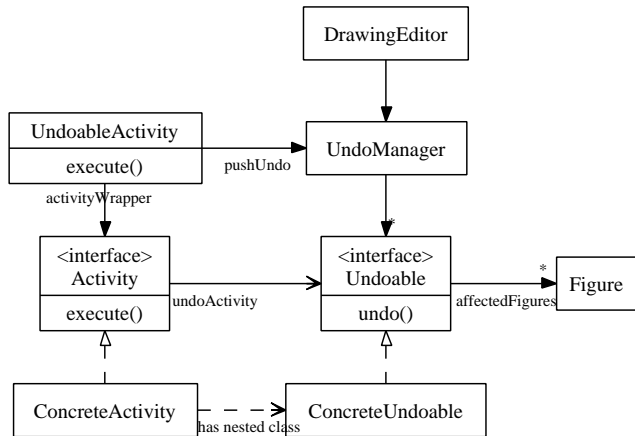 DrawingEditor
UndoableActivity
execute()
pushUndo
UndoManager
activityWrapper
*
<interface>
Activity
execute()
undoActivity
<interface>
Undoable
undo()
*
affectedFigures
Figure
ConcreteActivity
has nested class
ConcreteUndoable